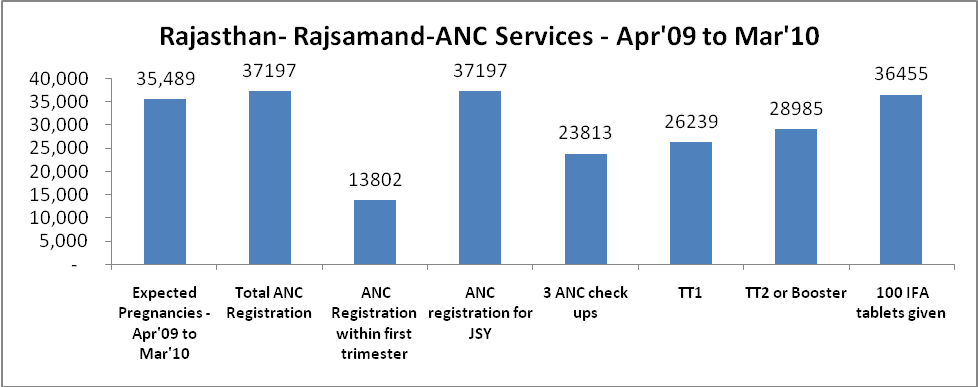 Rajasthan- Rajsamand-ANC Services - Apr'09 to Mar'10
40,000
35,000
30,000
25,000
20,000
15,000
10,000
5,000
-
35,489
37197
13802
37197
23813
26239
28985
36455
Expected
Pregnancies -
Apr'09 to
Mar'10
Total ANC
Registration
ANC
Registration
within first
trimester
ANC
registration for
JSY
3 ANC check
ups
TT1
TT2 or Booster
100 IFA
tablets given